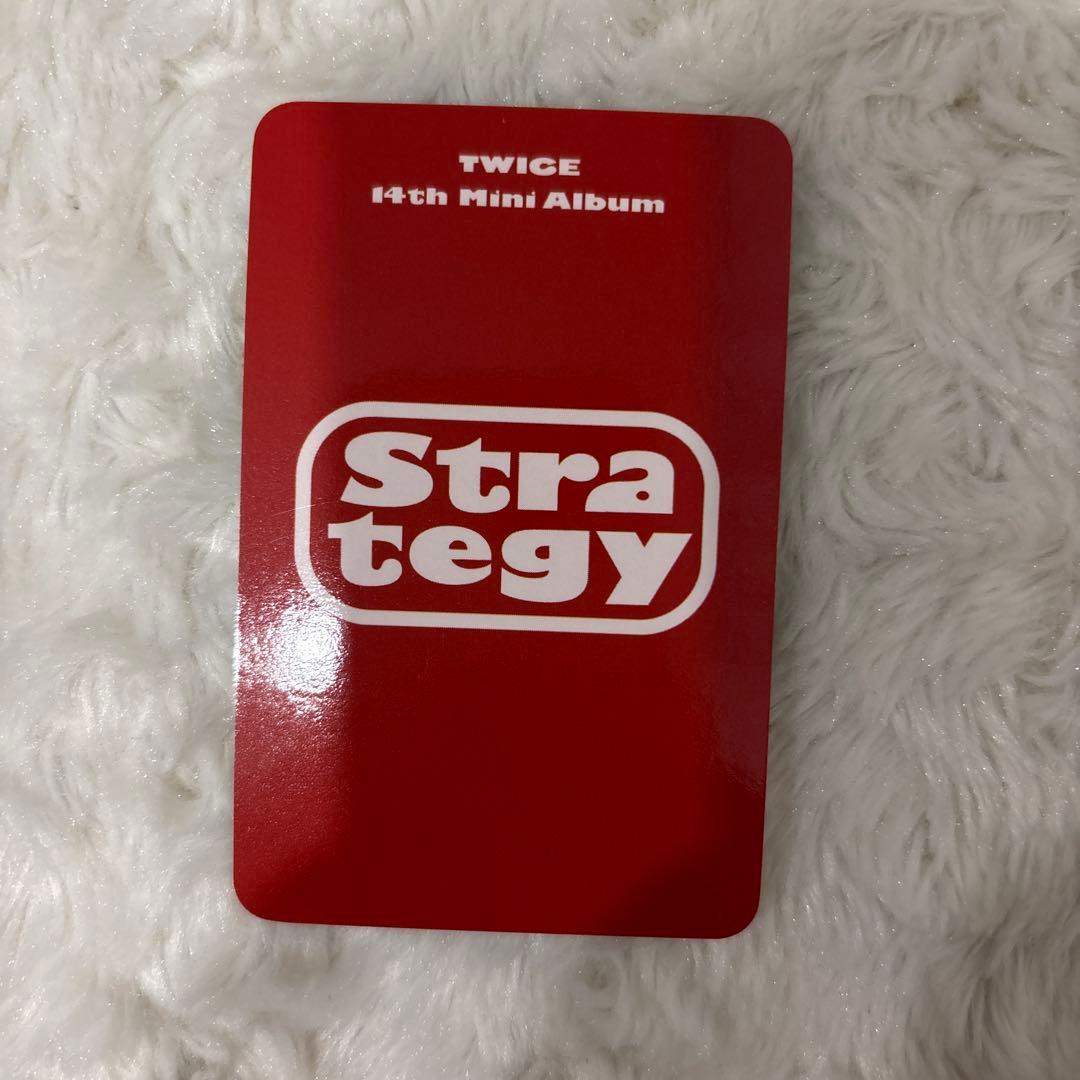 TWICE
14th Mini Album
Stra
tegy